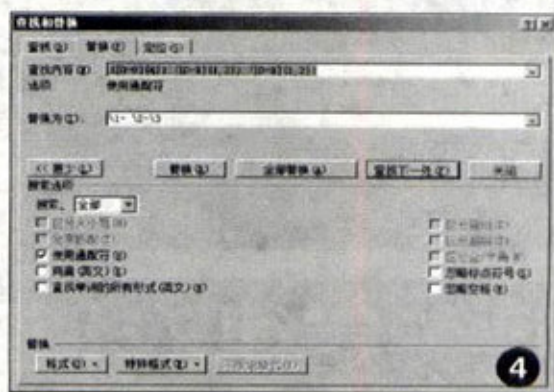 查找和替换
查找(D) 替换(P) 定位(G)
查找内容(N):
选项: 使用通配符
替换为(I): \1-\2-\3
<< 更少(L) 替换(R) 全部替换(A) 查找下一处(F) 关闭
搜索选项
搜索: 全部
区分大小写(H)
全字匹配(Y)
使用通配符(U)
同音(英文)(K)
查找单词的所有形式(英文)(W)
区分前缀(X)
区分后缀(T)
区分全/半角(M)
忽略标点符号(S)
忽略空格(W)
替换
格式(O) 特殊格式(E) 不限定格式(T)
4